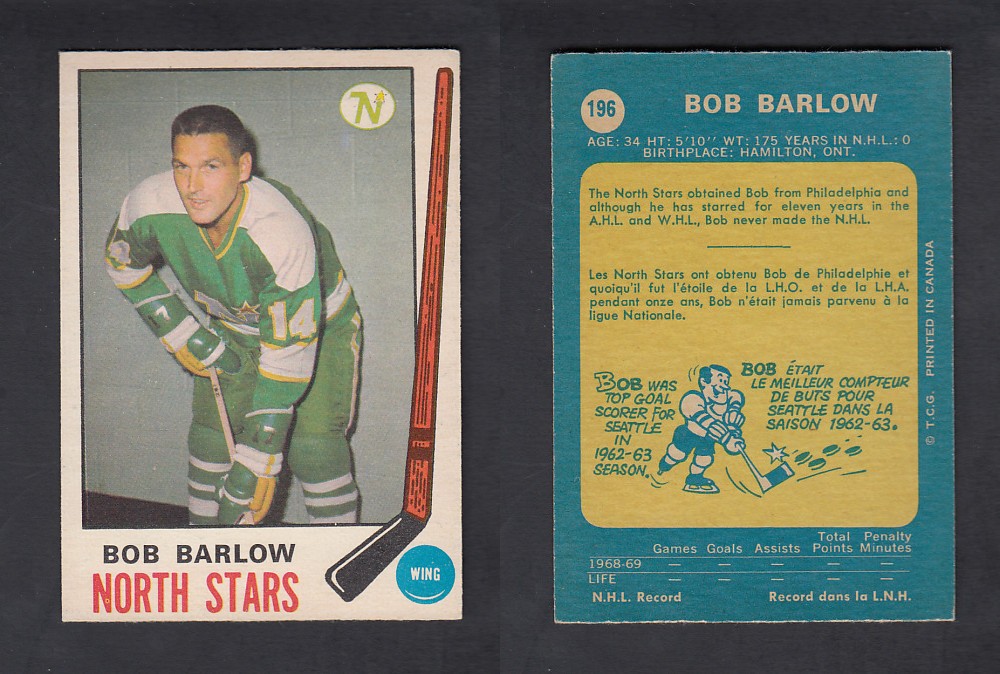 N
14
17
17
BOB BARLOW
NORTH STARS
WING
196
BOB BARLOW
AGE: 34 HT: 5'10" WT: 175 YEARS IN N.H.L.: 0
BIRTHPLACE: HAMILTON, ONT.
The North Stars obtained Bob from Philadelphia and
although he has starred for eleven years in the
A.H.L. and W.H.L., Bob never made the N.H.L.
Les North Stars ont obtenu Bob de Philadelphie et
quoiqu'il fut l'étoile de la L.H.O. et de la L.H.A.
pendant onze ans, Bob n'était jamais parvenu à la
ligue Nationale.
BOB WAS
TOP GOAL
SCORER FOR
SEATTLE
IN
1962-63
SEASON.
BOB ÉTAIT
LE MEILLEUR COMPTEUR
DE BUTS POUR
SEATTLE DANS LA
SAISON 1962-63.
© T.C.G. PRINTED IN CANADA
Games Goals Assists Total Points Penalty Minutes
1968-69 — — — — —
LIFE — — — — —
N.H.L. Record Record dans la L.N.H.